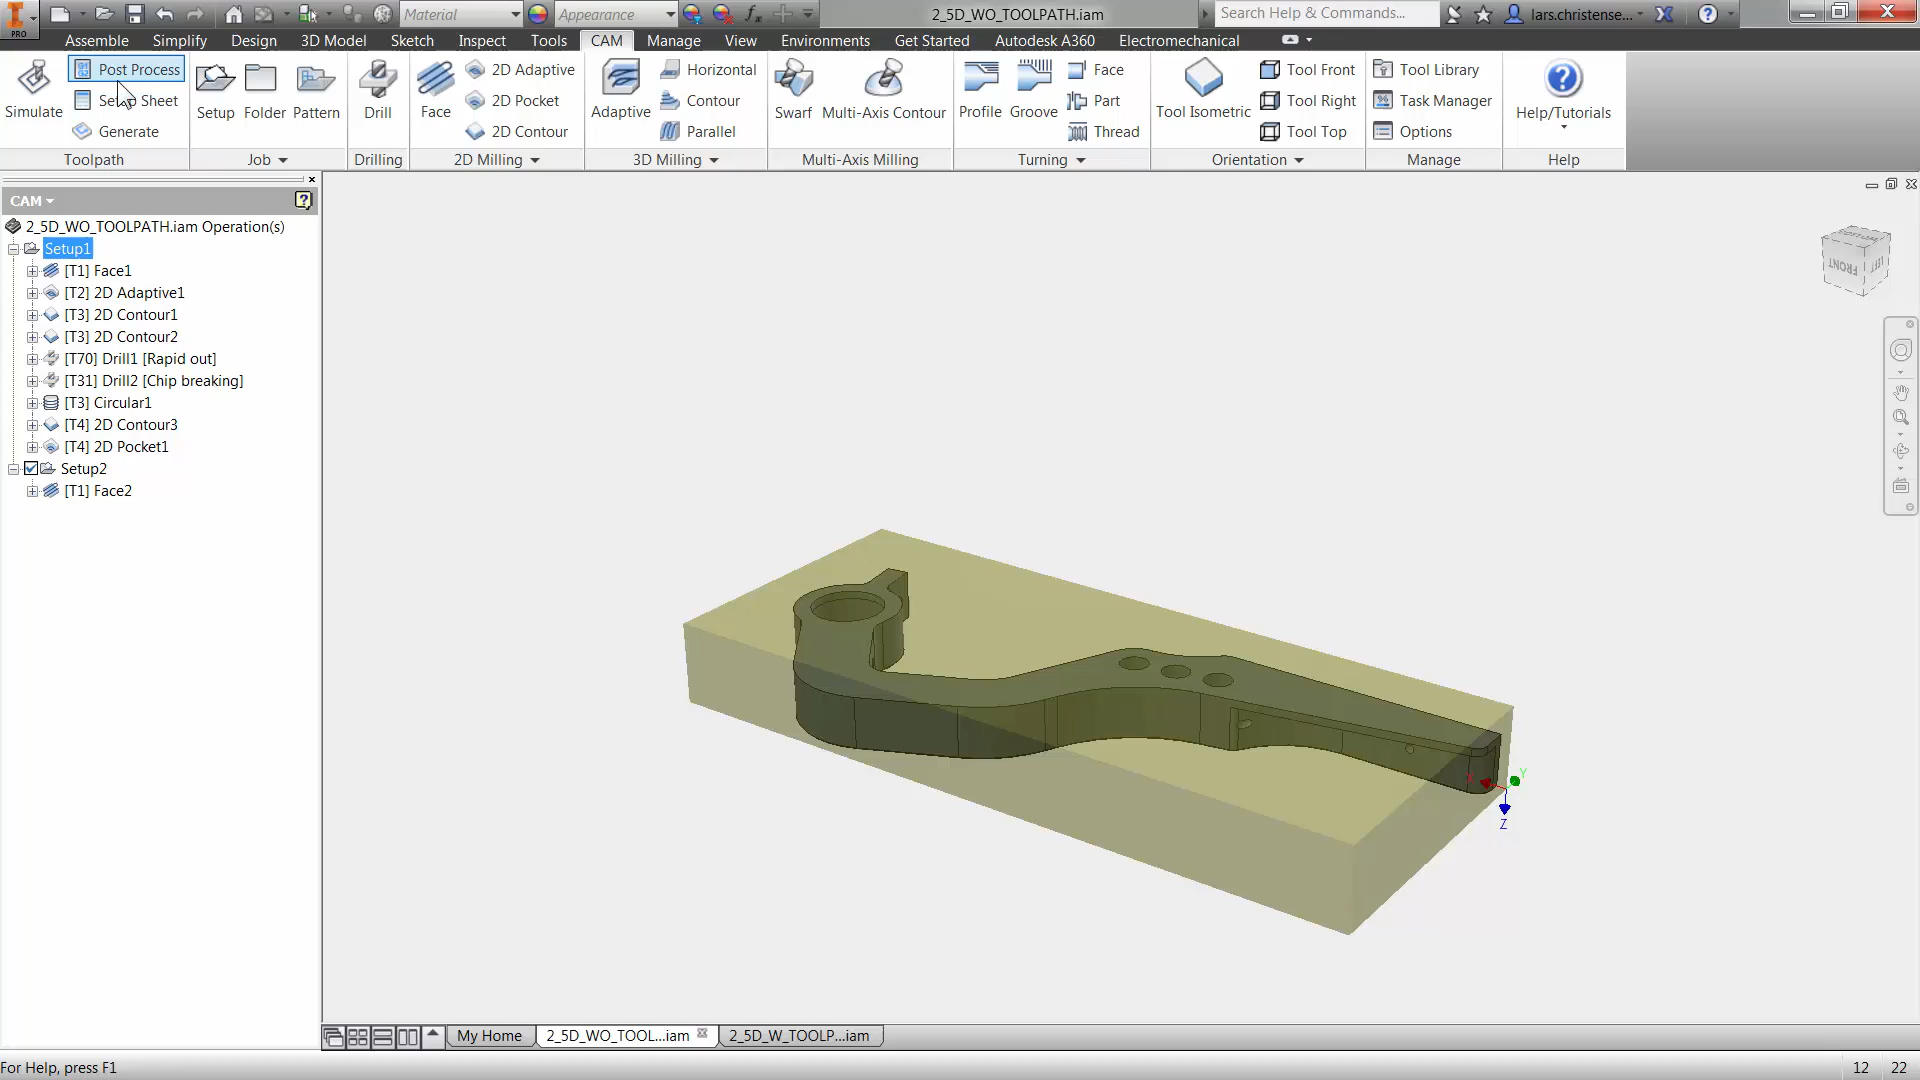 PRO
Material
Appearance
2_5D_WO_TOOLPATH.iam
Search Help & Commands...
lars.christense...
Assemble Simplify Design 3D Model Sketch Inspect Tools CAM Manage View Environments Get Started Autodesk A360 Electromechanical
Simulate
Post Process
Sheet
Generate
Toolpath
Setup
Folder
Pattern
Job
Drill
Drilling
Face
2D Adaptive
2D Pocket
2D Contour
2D Milling
Adaptive
Horizontal
Contour
Parallel
3D Milling
Swarf
Multi-Axis Contour
Multi-Axis Milling
Profile
Groove
Face
Part
Thread
Turning
Tool Isometric
Tool Front
Tool Right
Tool Top
Orientation
Tool Library
Task Manager
Options
Manage
Help/Tutorials
Help
CAM
2_5D_WO_TOOLPATH.iam Operation(s)
Setup1
[T1] Face1
[T2] 2D Adaptive1
[T3] 2D Contour1
[T3] 2D Contour2
[T70] Drill1 [Rapid out]
[T31] Drill2 [Chip breaking]
[T3] Circular1
[T4] 2D Contour3
[T4] 2D Pocket1
Setup2
[T1] Face2
FRONT
LEFT
X
Y
Z
My Home
2_5D_WO_TOOL...iam
2_5D_W_TOOLP...iam
For Help, press F1
12
22